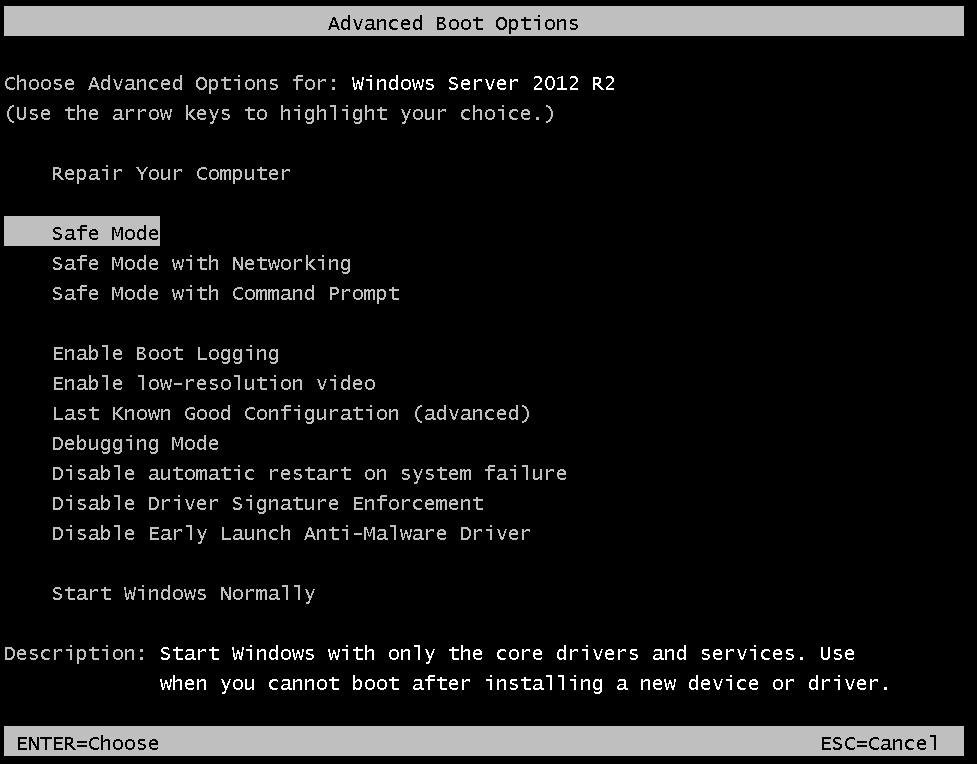 Advanced Boot Options
Choose Advanced Options for: Windows Server 2012 R2
(Use the arrow keys to highlight your choice.)
Repair Your Computer
Safe Mode
Safe Mode with Networking
Safe Mode with Command Prompt
Enable Boot Logging
Enable low-resolution video
Last Known Good Configuration (advanced)
Debugging Mode
Disable automatic restart on system failure
Disable Driver Signature Enforcement
Disable Early Launch Anti-Malware Driver
Start Windows Normally
Description: Start Windows with only the core drivers and services. Use
when you cannot boot after installing a new device or driver.
ENTER=Choose ESC=Cancel